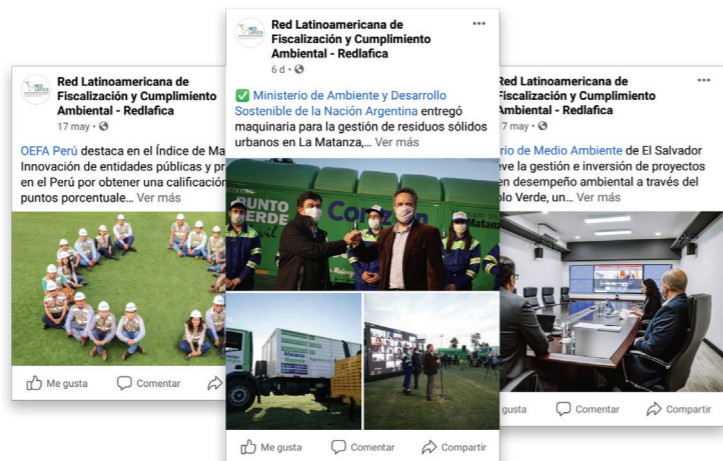 Red Latinoamericana de
Fiscalización y Cumplimiento
Ambiental - Redlafica
17 may
OEFA Perú destaca en el Índice de Ma
Innovación de entidades públicas y pr
en el Perú por obtener una calificación
puntos porcentuale... Ver más
Me gusta
Comentar
Red Latinoamericana de
Fiscalización y Cumplimiento
Ambiental - Redlafica
6 d
Ministerio de Ambiente y Desarrollo
Sostenible de la Nación Argentina entregó
maquinaria para la gestión de residuos sólidos
urbanos en La Matanza,... Ver más
PUNTO
VERDE
Corazón
Matanz
Me gusta
Comentar
Compartir
Red Latinoamericana de
Fiscalización y Cumplimiento
Ambiental - Redlafica
17 may
rio de Medio Ambiente de El Salvador
eve la gestión e inversión de proyectos
en desempeño ambiental a través del
olo Verde, un... Ver más
gusta
Comentar
Compartir